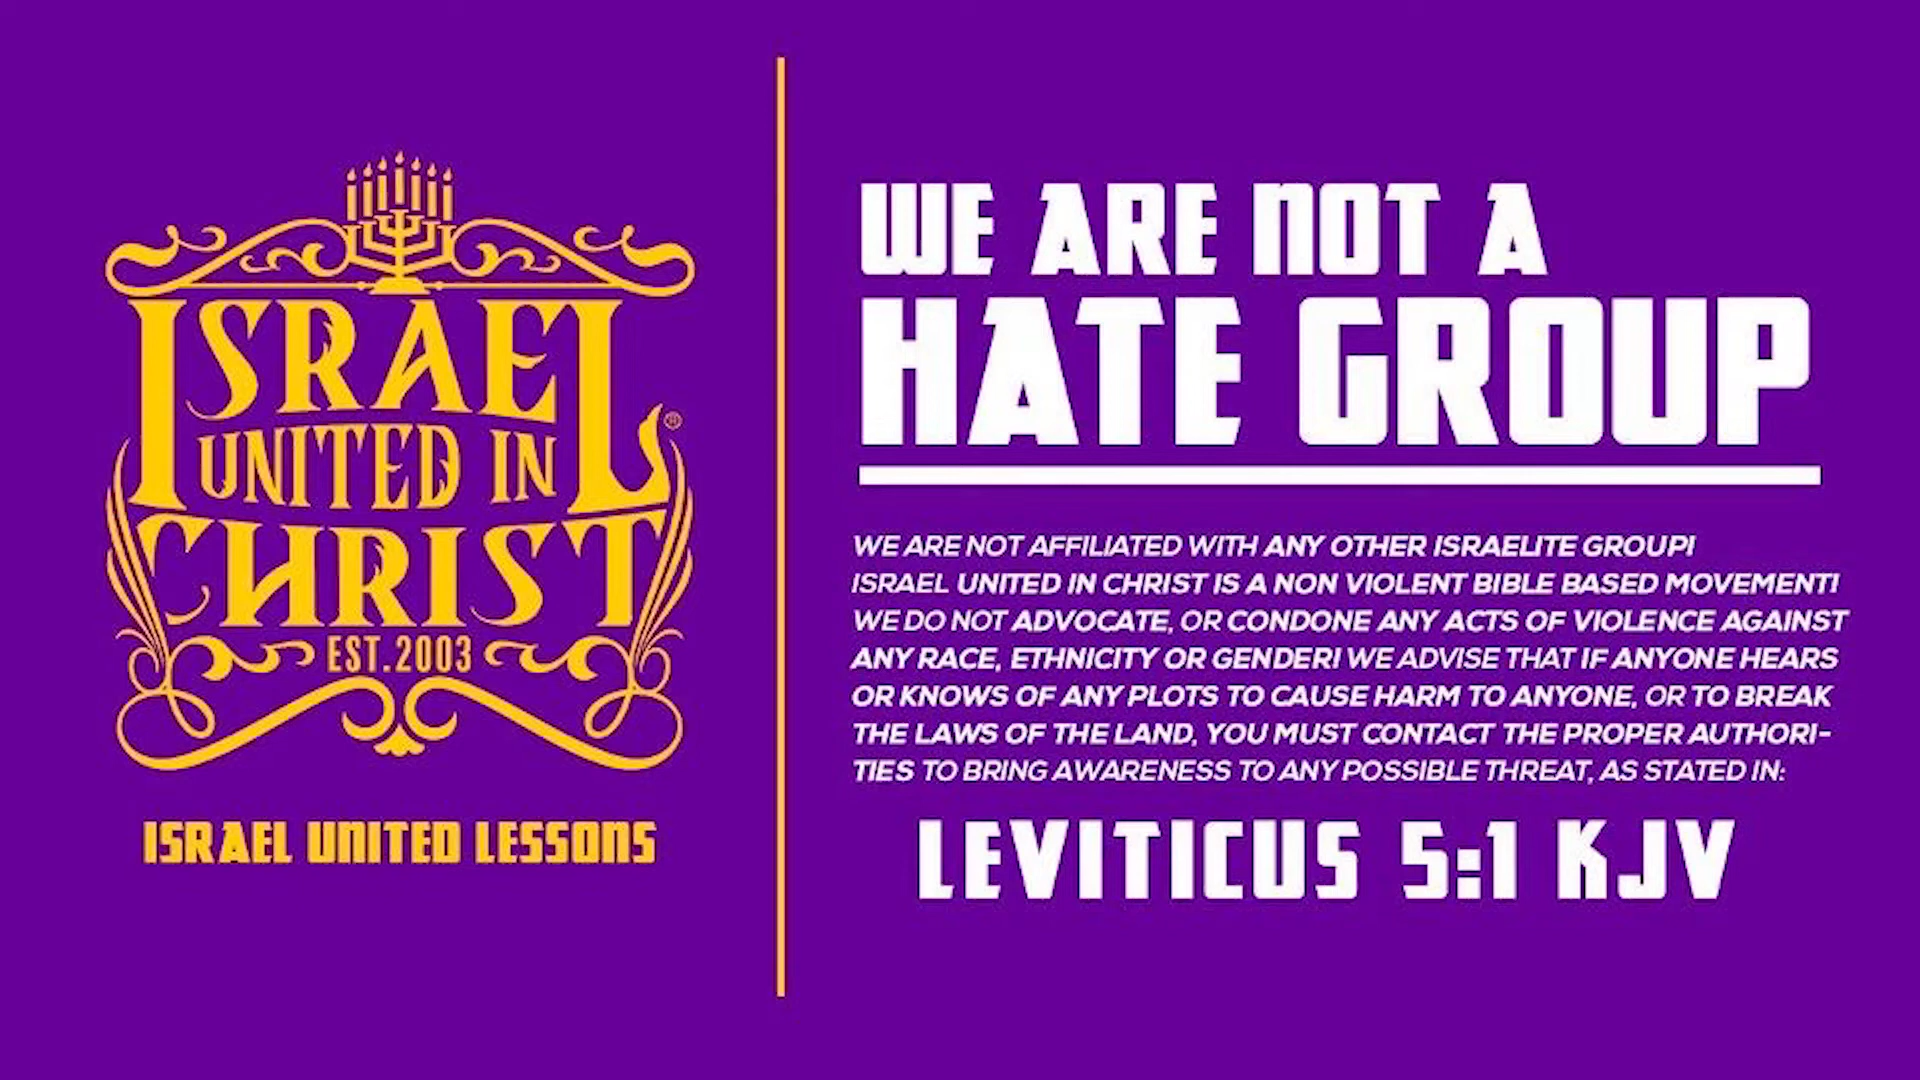 ISRAEL
UNITED IN
CHRIST
®
EST.2003
ISRAEL UNITED LESSONS
WE ARE NOT A
HATE GROUP
WE ARE NOT AFFILIATED WITH ANY OTHER ISRAELITE GROUP!
ISRAEL UNITED IN CHRIST IS A NON VIOLENT BIBLE BASED MOVEMENT!
WE DO NOT ADVOCATE, OR CONDONE ANY ACTS OF VIOLENCE AGAINST
ANY RACE, ETHNICITY OR GENDER! WE ADVISE THAT IF ANYONE HEARS
OR KNOWS OF ANY PLOTS TO CAUSE HARM TO ANYONE, OR TO BREAK
THE LAWS OF THE LAND, YOU MUST CONTACT THE PROPER AUTHORI-
TIES TO BRING AWARENESS TO ANY POSSIBLE THREAT, AS STATED IN:
LEVITICUS 5:1 KJV